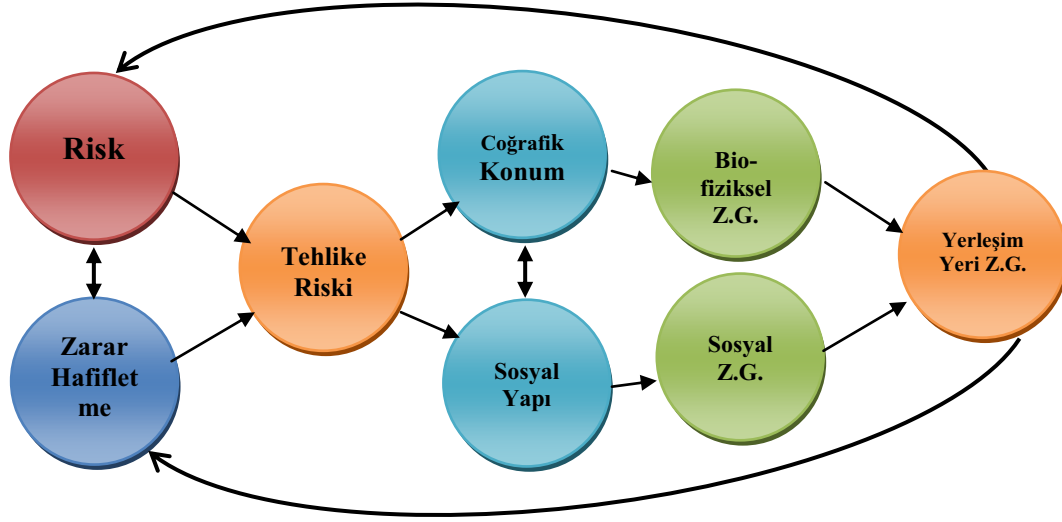 Risk
Zarar
Hafiflet
me
Tehlike
Riski
Coğrafik
Konum
Sosyal
Yapı
Bio-
fiziksel
Z.G.
Sosyal
Z.G.
Yerleşim
Yeri Z.G.